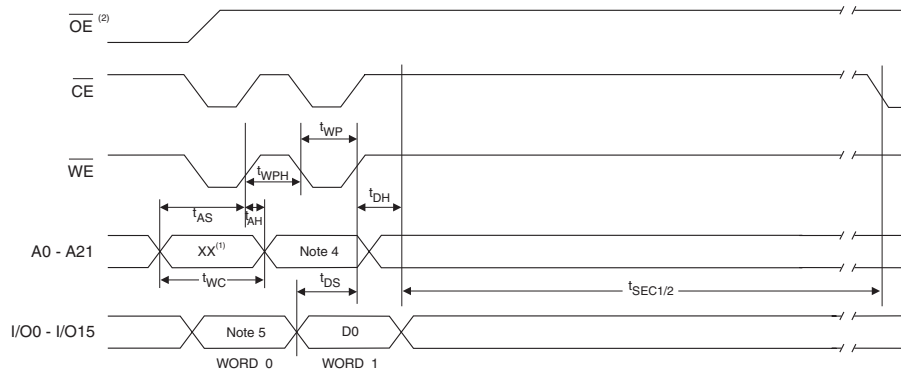 OE (2)
CE
tWP
WE
tWPH
tDH
tAS
tAH
A0 - A21
XX(1)
Note 4
tWC
tDS
tSEC1/2
I/O0 - I/O15
Note 5
D0
WORD 0
WORD 1